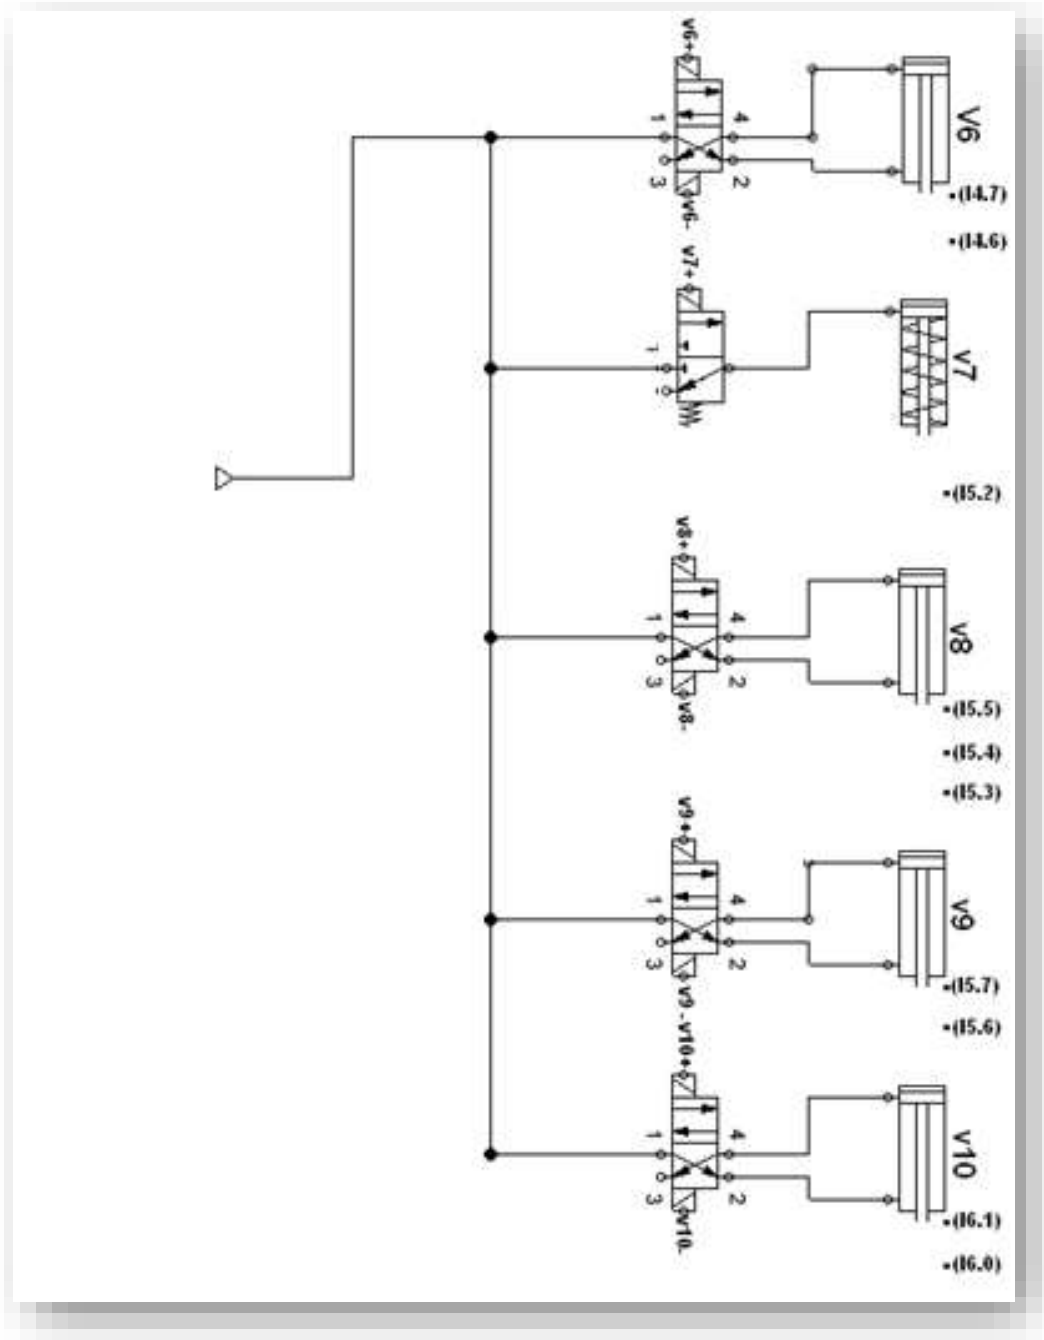 v6+
1
4
3
2
v6-
V6
(I4.7)
(I4.6)
v7+
1
v7
(I5.2)
v8+
1
4
3
2
v8-
v8
(I5.5)
(I5.4)
(I5.3)
v9+
1
4
3
2
v9-
v9
(I5.7)
(I5.6)
v10+
1
4
3
2
v10-
v10
(I6.1)
(I6.0)